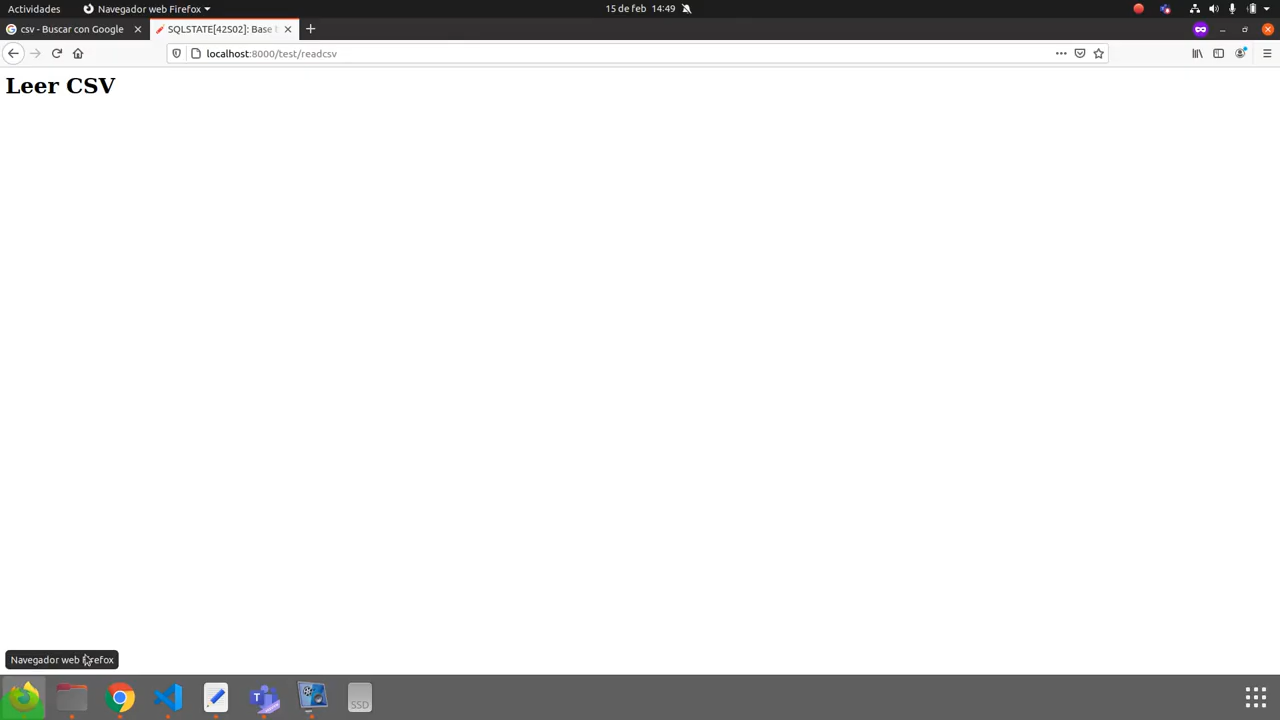 Actividades Navegador web Firefox 15 de feb 14:49
csv - Buscar con Google SQLSTATE[42S02]: Base
localhost:8000/test/readcsv
Leer CSV
Navegador web Firefox
SSD